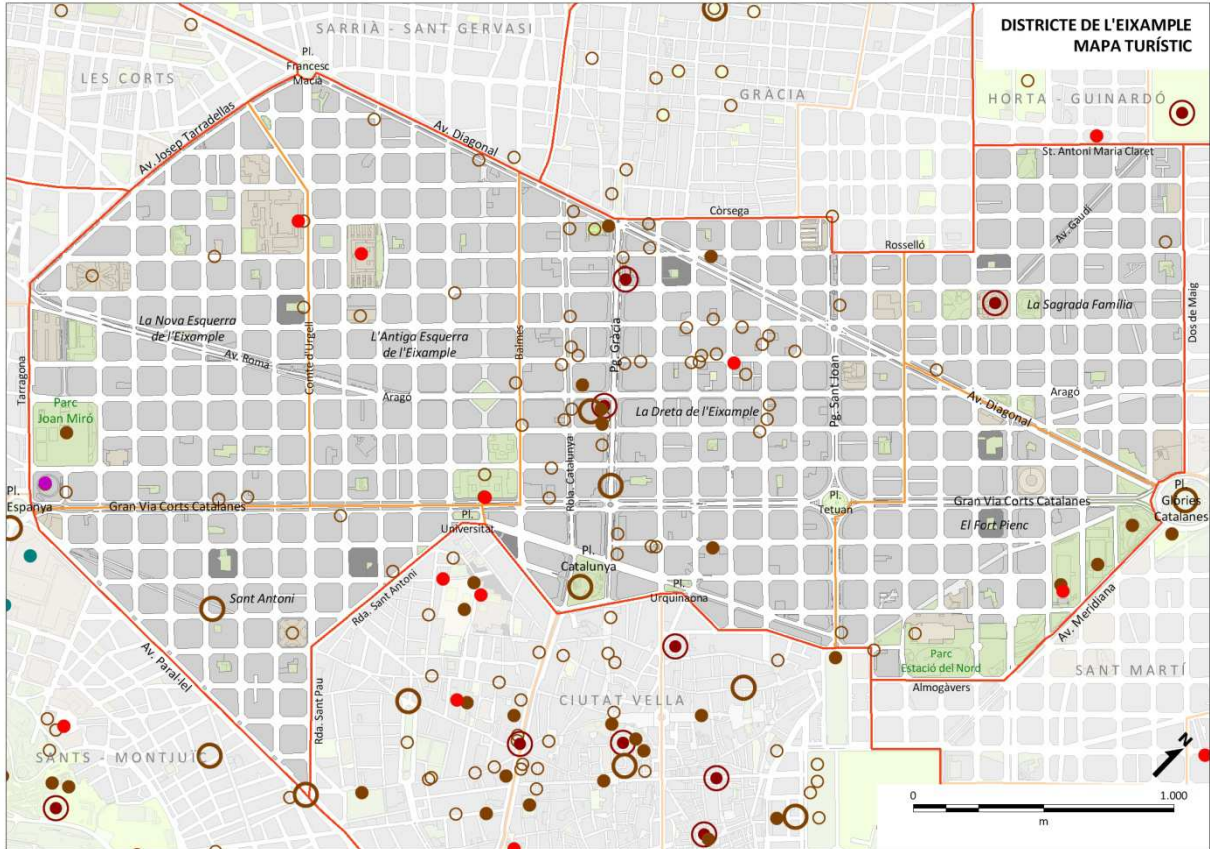 DISTRICTE DE L'EIXAMPLE
MAPA TURÍSTIC
SARRIÀ - SANT GERVASI
Pl.
Francesc
Macià
LES CORTS
GRÀCIA
HORTA - GUINARDÓ
Av. Josep Tarradellas
Av. Diagonal
St. Antoni Maria Claret
Còrsega
Av. Gaudí
Rosselló
La Nova Esquerra
de l'Eixample
L'Antiga Esquerra
de l'Eixample
La Sagrada Família
Dos de Maig
Comte d'Urgell
Balmes
Pg. Gràcia
Av. Roma
Tarragona
Aragó
Pg. Sant Joan
Aragó
Av. Diagonal
Parc
Joan Miró
La Dreta de l'Eixample
Rbla. Catalunya
Pl.
Espanya
Gran Via Corts Catalanes
Pl.
Universitat
Pl.
Tetuan
Gran Via Corts Catalanes
Pl.
Glòries
Catalanes
El Fort Pienc
Pl.
Catalunya
Pl.
Urquinaona
Sant Antoni
Rda. Sant Antoni
Av. Meridiana
Av. Paral·lel
Rda. Sant Pau
Parc
Estació del Nord
Almogàvers
SANT MARTÍ
CIUTAT VELLA
SANTS - MONTJUÏC
N
0
1.000
m